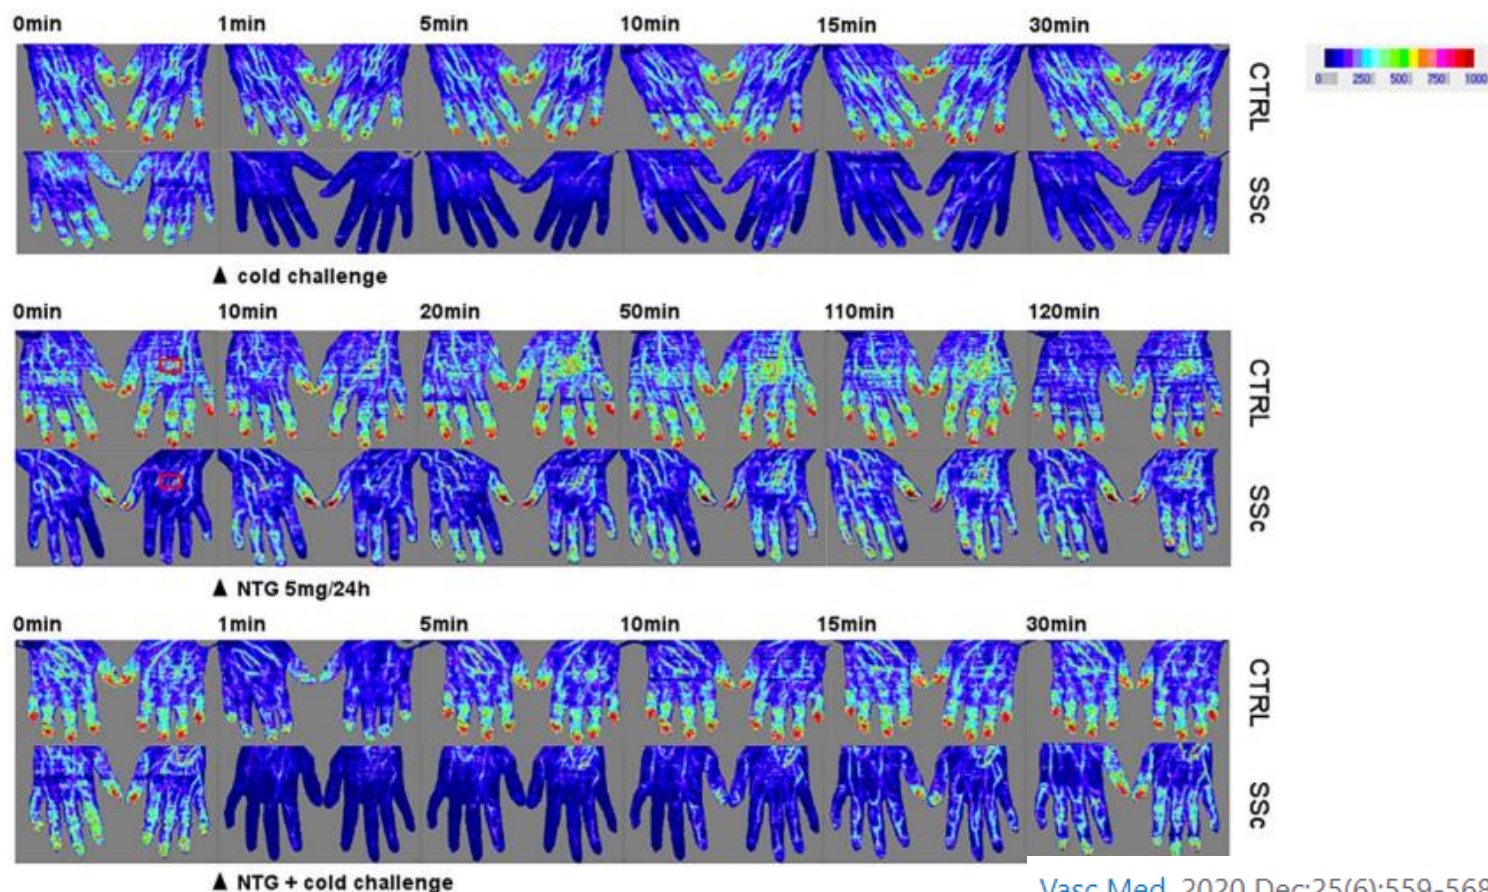 0min 1min 5min 10min 15min 30min
CTRL
0 250 500 750 1000
SSc
▲ cold challenge
0min 10min 20min 50min 110min 120min
CTRL
SSc
▲ NTG 5mg/24h
0min 1min 5min 10min 15min 30min
CTRL
SSc
▲ NTG + cold challenge
Vasc Med. 2020 Dec;25(6):559-568